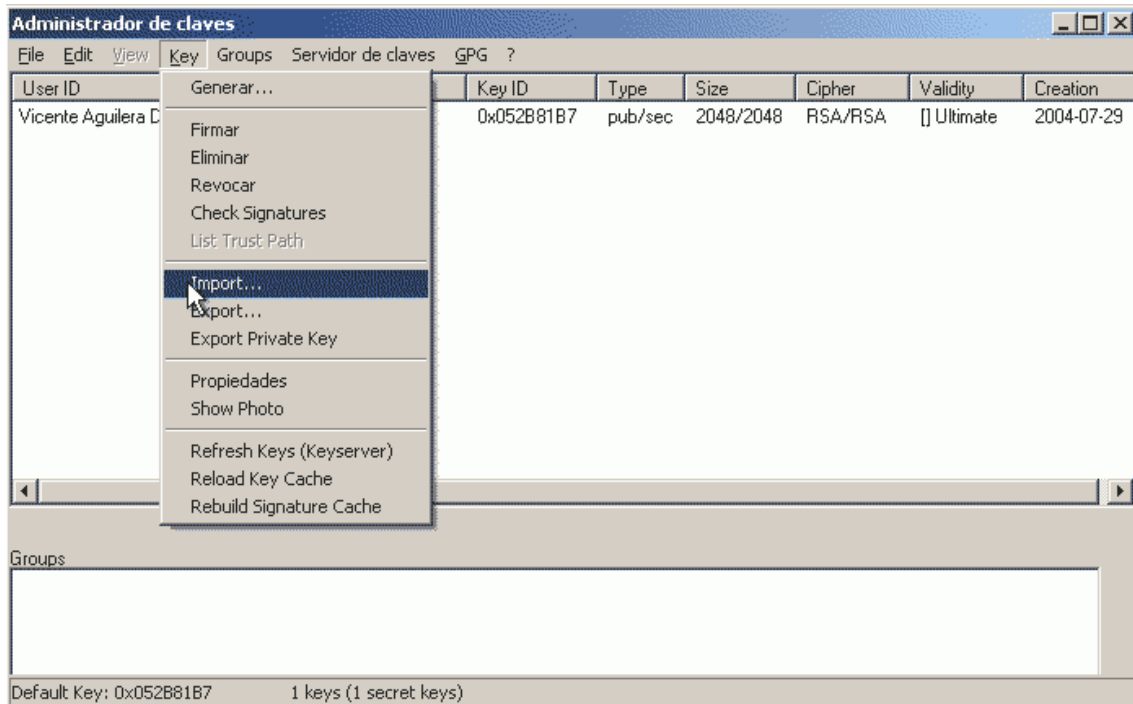 Administrador de claves
File Edit View Key Groups Servidor de claves GPG ?
User ID Key ID Type Size Cipher Validity Creation
Vicente Aguilera D 0x052B81B7 pub/sec 2048/2048 RSA/RSA [] Ultimate 2004-07-29
Generar...
Firmar
Eliminar
Revocar
Check Signatures
List Trust Path
Import...
Export...
Export Private Key
Propiedades
Show Photo
Refresh Keys (Keyserver)
Reload Key Cache
Rebuild Signature Cache
Groups
Default Key: 0x052B81B7 1 keys (1 secret keys)